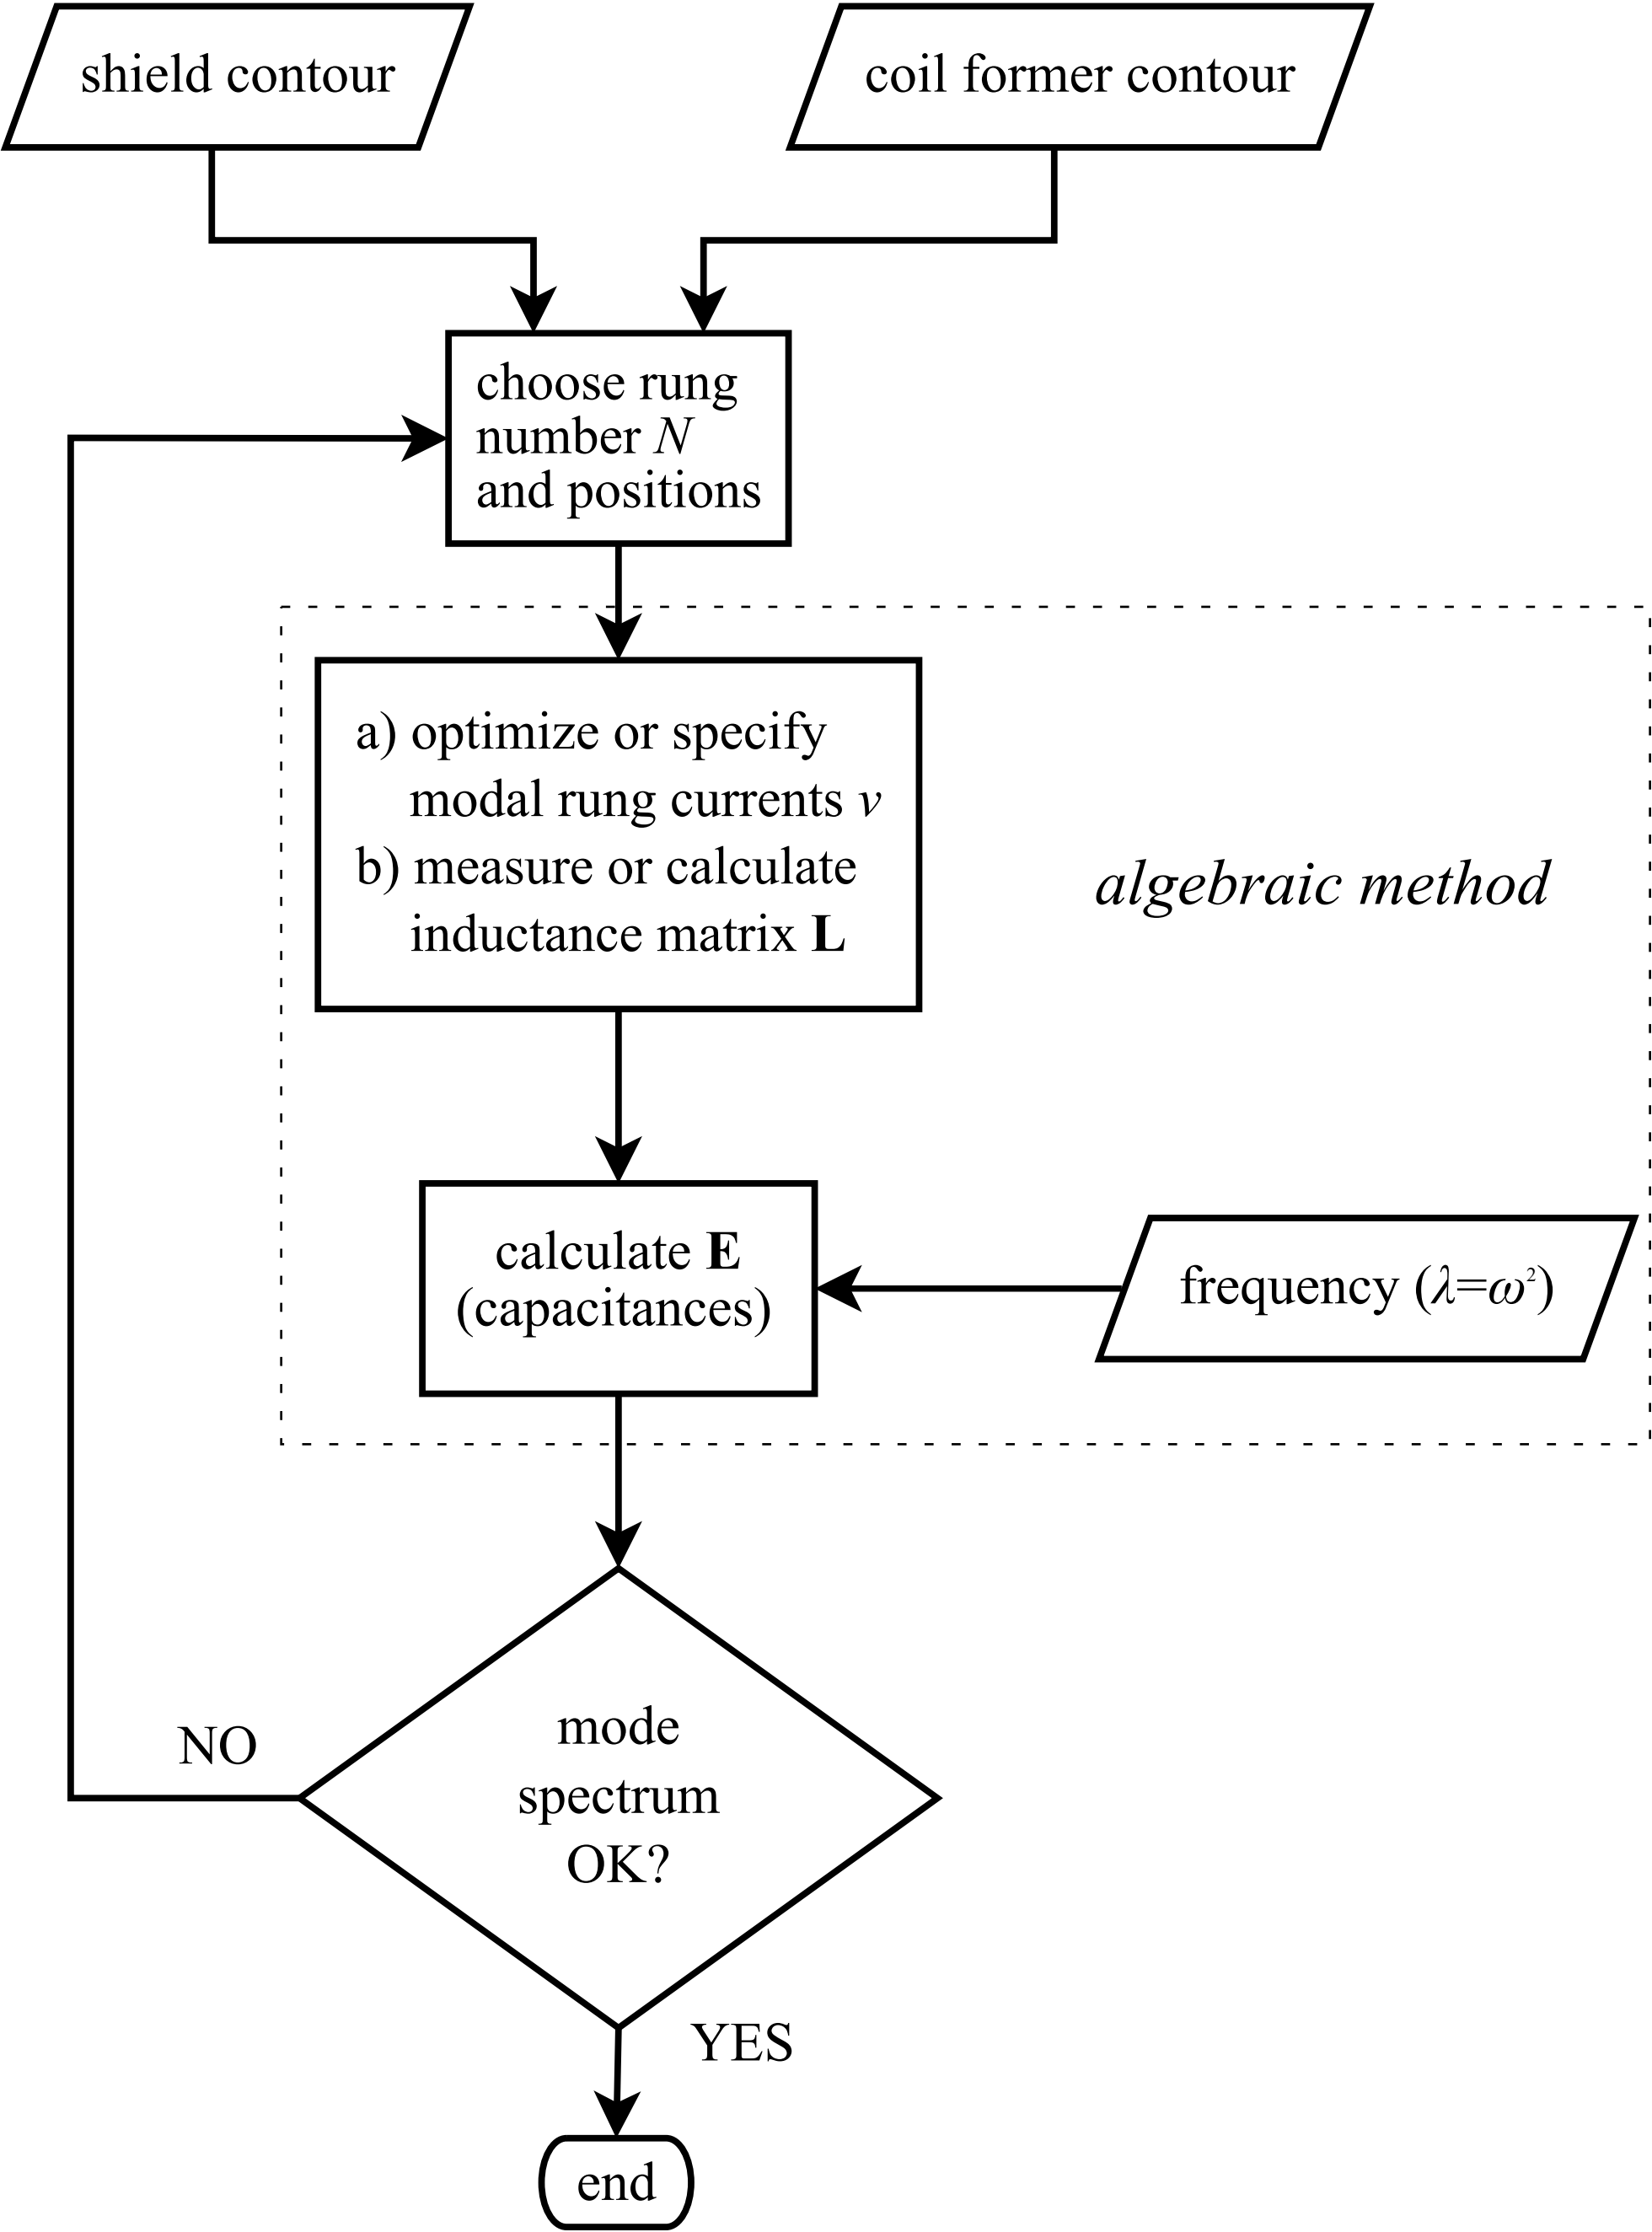 shield contour
coil former contour
choose rung
number N
and positions
a) optimize or specify
modal rung currents v
b) measure or calculate
inductance matrix L
algebraic method
calculate E
(capacitances)
frequency (λ=ω²)
mode
spectrum
OK?
NO
YES
end